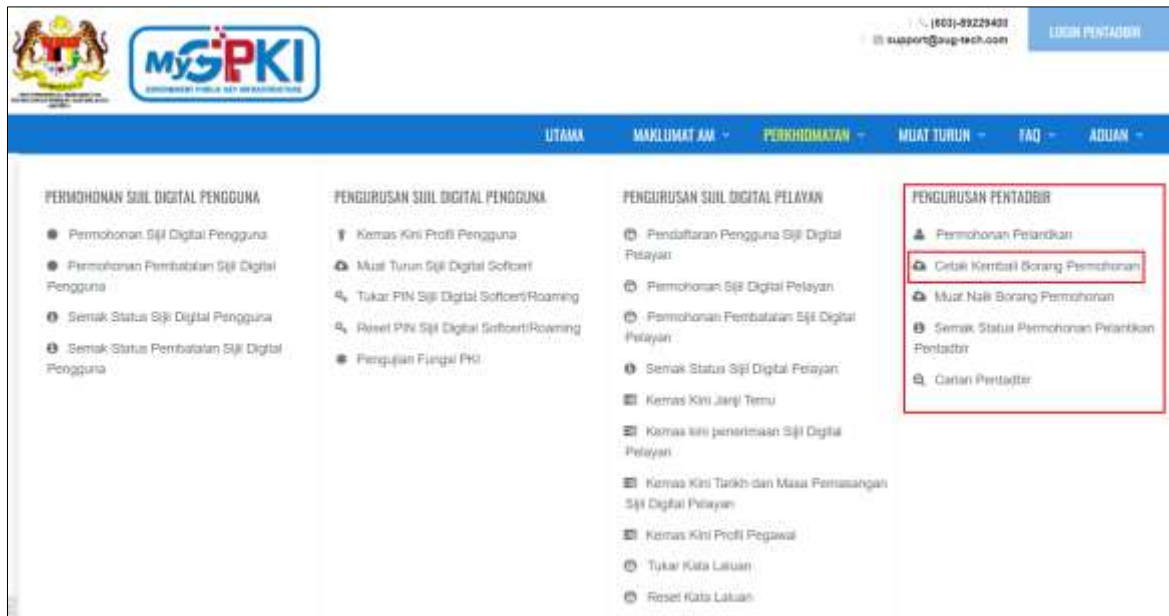 (603)-89229400
support@aug-tech.com
LOGIN PENTADBIR
MyGPKI
GOVERNMENT PUBLIC KEY INFRASTRUCTURE
UTAMA
MAKLUMAT AM
PERKHIDMATAN
MUAT TURUN
FAQ
ADUAN
PERMOHONAN SIJIL DIGITAL PENGGUNA
Permohonan Sijil Digital Pengguna
Permohonan Pembatalan Sijil Digital
Pengguna
Semak Status Sijil Digital Pengguna
Semak Status Pembatalan Sijil Digital
Pengguna
PENGURUSAN SIJIL DIGITAL PENGGUNA
Kemas Kini Profil Pengguna
Muat Turun Sijil Digital Softcert
Tukar PIN Sijil Digital Softcert/Roaming
Reset PIN Sijil Digital Softcert/Roaming
Pengujian Fungsi PKI
PENGURUSAN SIJIL DIGITAL PELAYAN
Pendaftaran Pengguna Sijil Digital
Pelayan
Permohonan Sijil Digital Pelayan
Permohonan Pembatalan Sijil Digital
Pelayan
Semak Status Sijil Digital Pelayan
Kemas Kini Janji Temu
Kemas kini penerimaan Sijil Digital
Pelayan
Kemas Kini Tarikh dan Masa Pemasangan
Sijil Digital Pelayan
Kemas Kini Profil Pegawai
Tukar Kata Laluan
Reset Kata Laluan
PENGURUSAN PENTADBIR
Permohonan Pelantikan
Cetak Kembali Borang Permohonan
Muat Naik Borang Permohonan
Semak Status Permohonan Pelantikan
Pentadbir
Carian Pentadbir